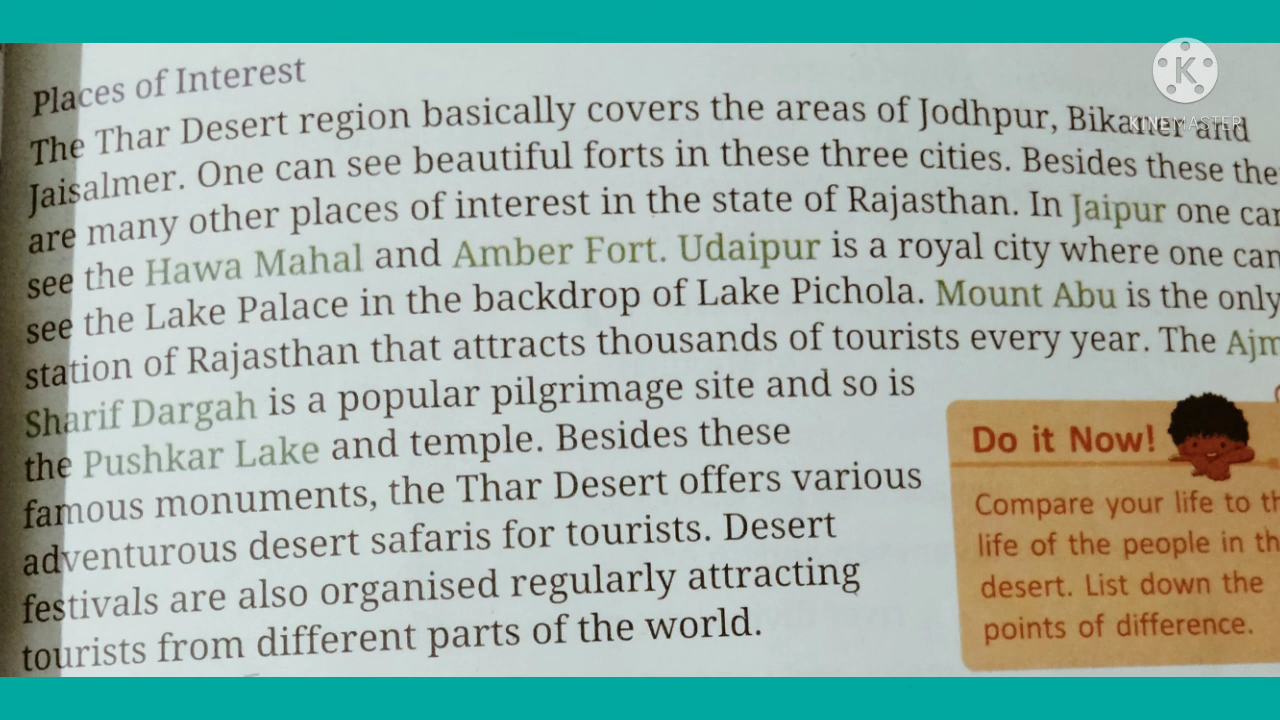 Places of Interest
The Thar Desert region basically covers the areas of Jodhpur, Bikaner and
Jaisalmer. One can see beautiful forts in these three cities. Besides these the
are many other places of interest in the state of Rajasthan. In Jaipur one can
see the Hawa Mahal and Amber Fort. Udaipur is a royal city where one can
see the Lake Palace in the backdrop of Lake Pichola. Mount Abu is the only
station of Rajasthan that attracts thousands of tourists every year. The Ajm
Sharif Dargah is a popular pilgrimage site and so is
the Pushkar Lake and temple. Besides these
famous monuments, the Thar Desert offers various
adventurous desert safaris for tourists. Desert
festivals are also organised regularly attracting
tourists from different parts of the world.
Do it Now!
Compare your life to th
life of the people in th
desert. List down the
points of difference.
K
KINEMASTER